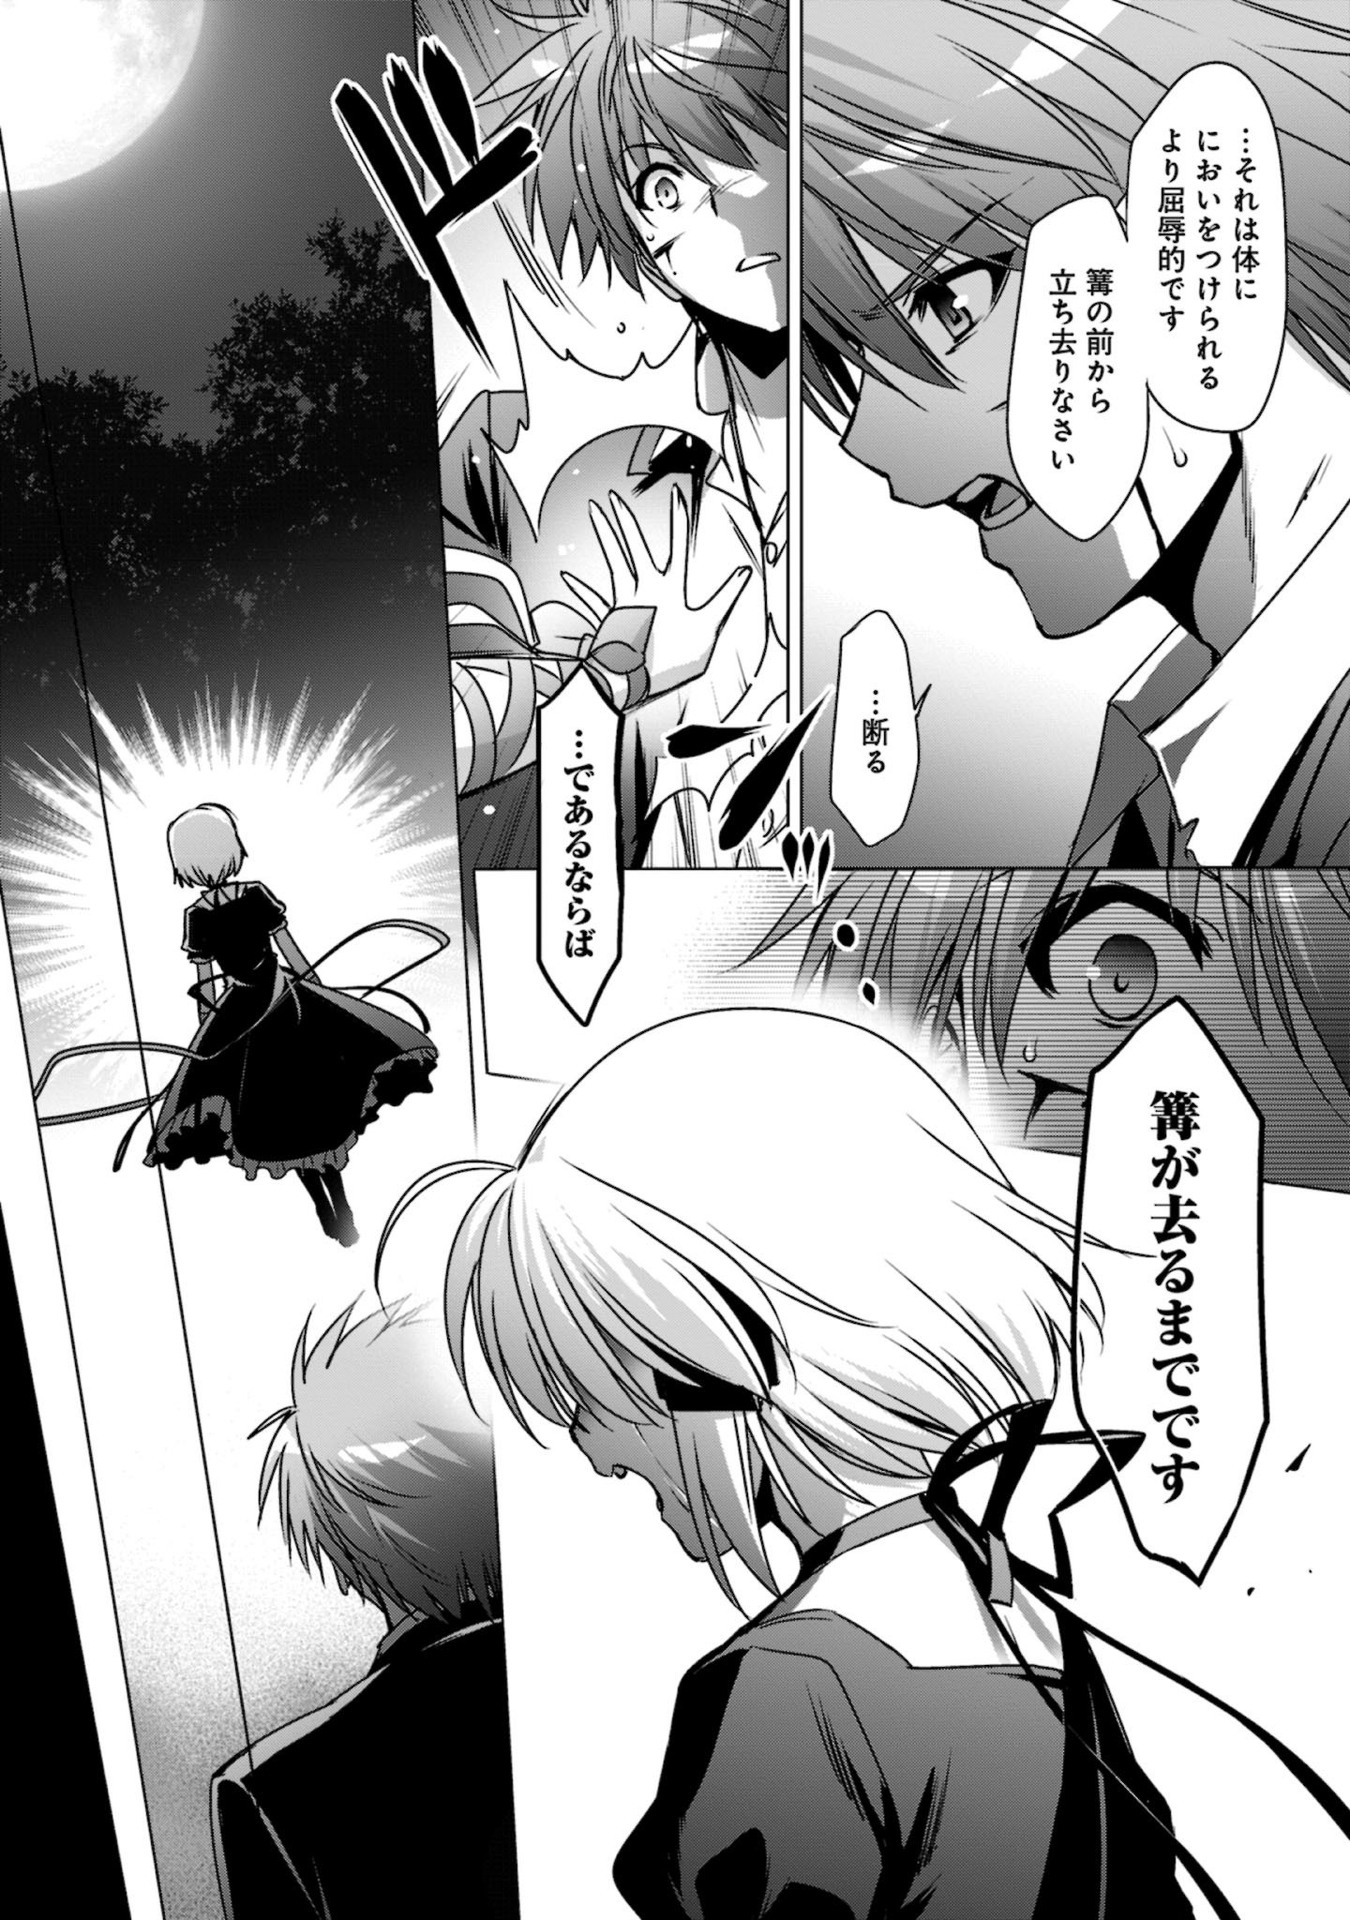 …それは体に
においをつけられる
より屈辱的です
篝の前から
立ち去りなさい
…断る
ドッ
…であるならば
篝が去るまでです